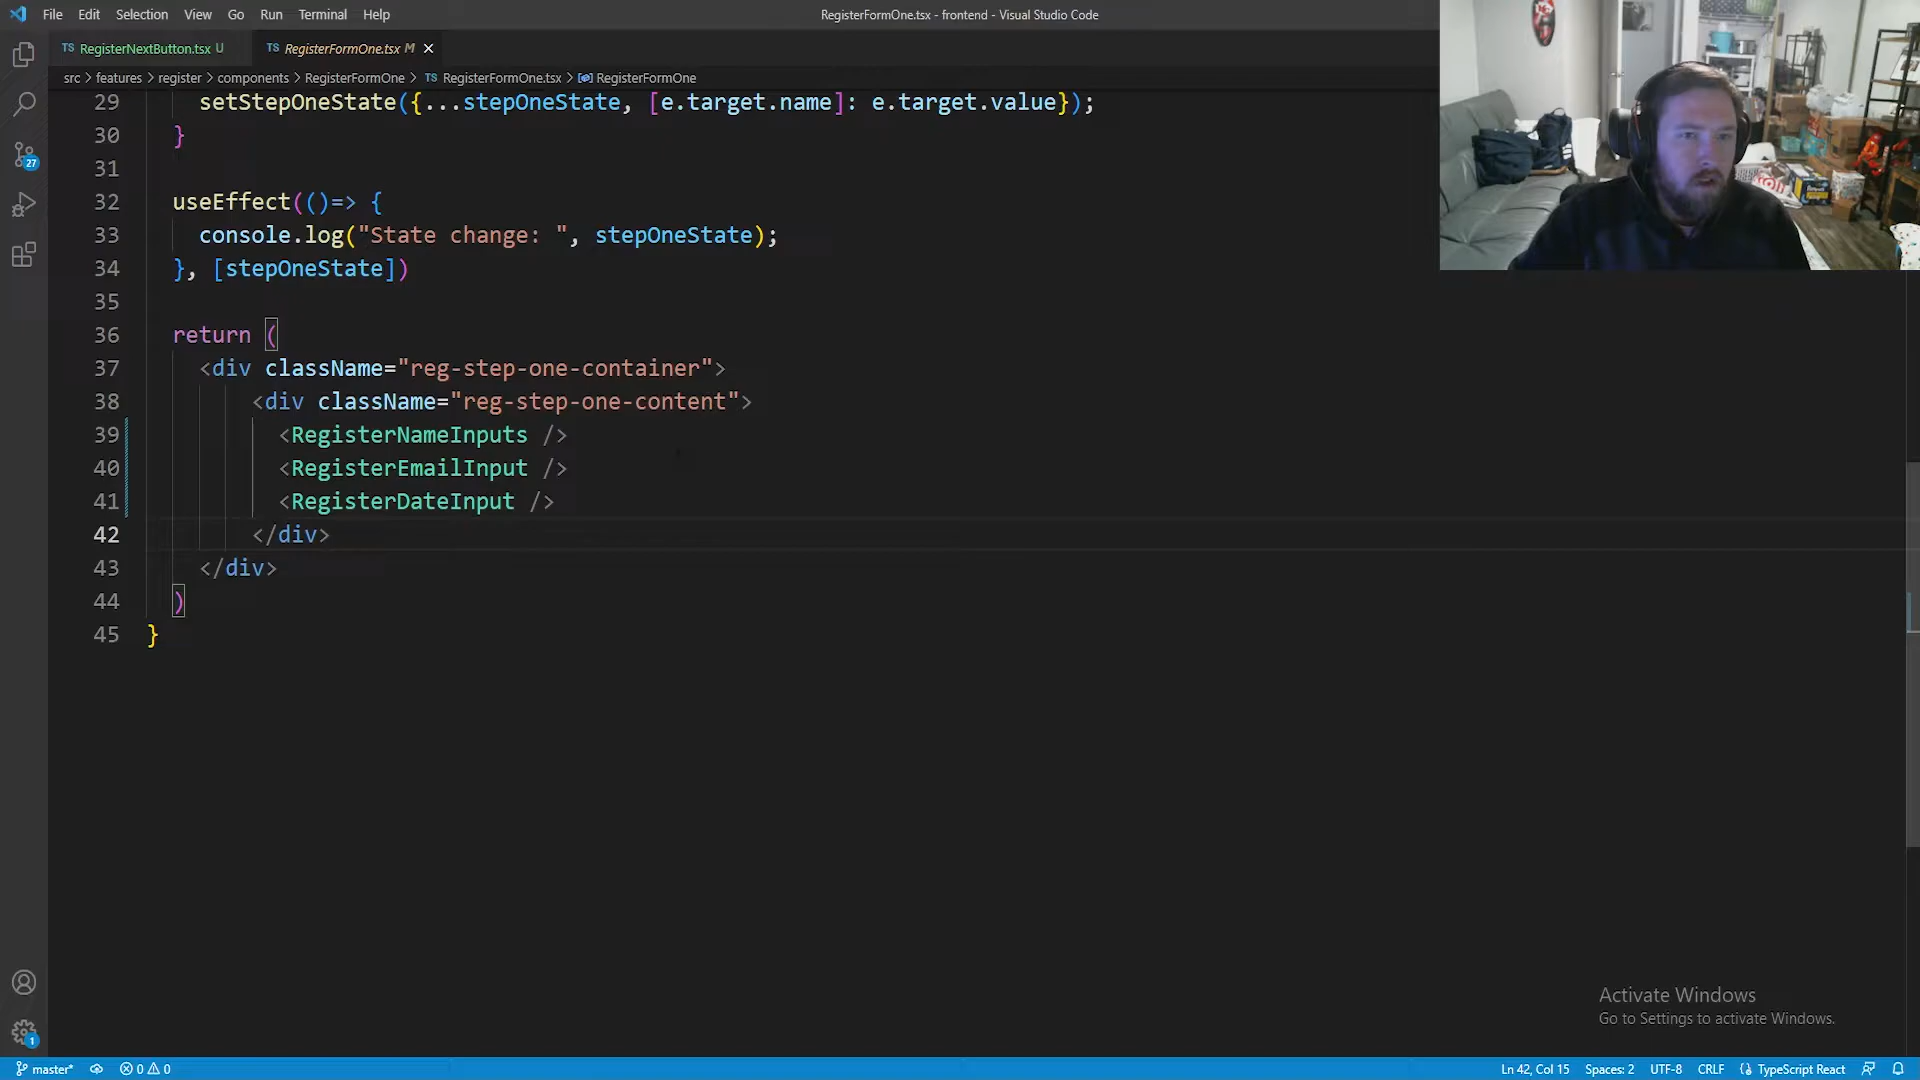 File Edit Selection View Go Run Terminal Help
RegisterFormOne.tsx - frontend - Visual Studio Code
TS RegisterNextButton.tsx U
TS RegisterFormOne.tsx M
src > features > register > components > RegisterFormOne > TS RegisterFormOne.tsx > RegisterFormOne
29 setStepOneState({...stepOneState, [e.target.name]: e.target.value});
30 }
31
32 useEffect(()=> {
33 console.log("State change: ", stepOneState);
34 }, [stepOneState])
35
36 return (
37 <div className="reg-step-one-container">
38 <div className="reg-step-one-content">
39 <RegisterNameInputs />
40 <RegisterEmailInput />
41 <RegisterDateInput />
42 </div>
43 </div>
44 )
45 }
27
1
Activate Windows
Go to Settings to activate Windows.
master* 0 0
Ln 42, Col 15 Spaces: 2 UTF-8 CRLF TypeScript React